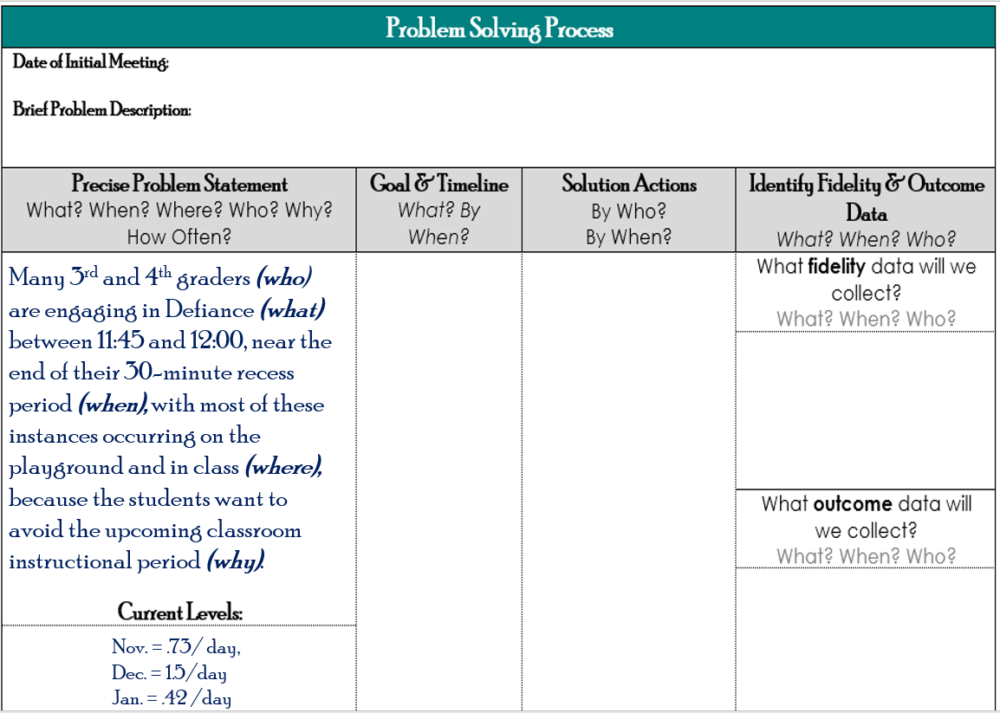 Problem Solving Process
Date of Initial Meeting:
Brief Problem Description:
Precise Problem Statement
What? When? Where? Who? Why?
How Often?
Many 3rd and 4th graders (who)
are engaging in Defiance (what)
between 11:45 and 12:00, near the
end of their 30-minute recess
period (when), with most of these
instances occurring on the
playground and in class (where),
because the students want to
avoid the upcoming classroom
instructional period (why).
Current Levels:
Nov. = .73/ day,
Dec. = 1.5/day
Jan. = .42 /day
Goal & Timeline
What? By
When?
Solution Actions
By Who?
By When?
Identify Fidelity & Outcome
Data
What? When? Who?
What fidelity data will we
collect?
What? When? Who?
What outcome data will
we collect?
What? When? Who?